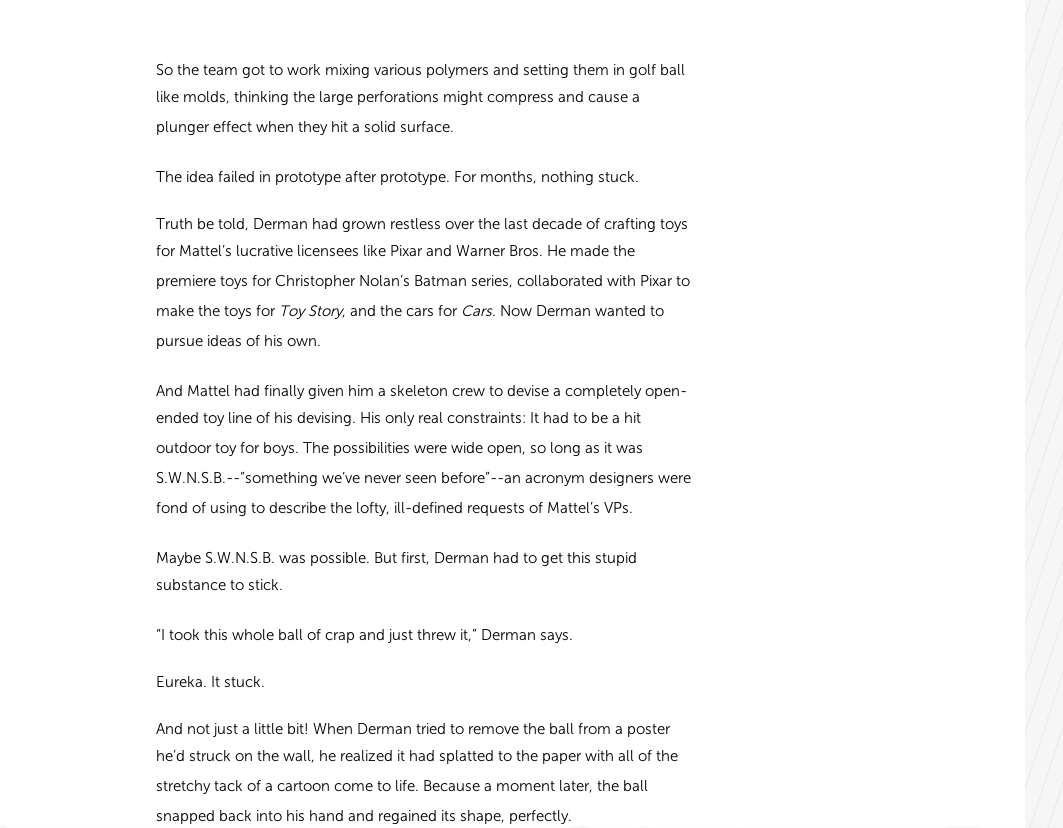 So the team got to work mixing various polymers and setting them in golf ball
like molds, thinking the large perforations might compress and cause a
plunger effect when they hit a solid surface.
The idea failed in prototype after prototype. For months, nothing stuck.
Truth be told, Derman had grown restless over the last decade of crafting toys
for Mattel’s lucrative licensees like Pixar and Warner Bros. He made the
premiere toys for Christopher Nolan’s Batman series, collaborated with Pixar to
make the toys for Toy Story, and the cars for Cars. Now Derman wanted to
pursue ideas of his own.
And Mattel had finally given him a skeleton crew to devise a completely open-
ended toy line of his devising. His only real constraints: It had to be a hit
outdoor toy for boys. The possibilities were wide open, so long as it was
S.W.N.S.B.--”something we’ve never seen before”--an acronym designers were
fond of using to describe the lofty, ill-defined requests of Mattel’s VPs.
Maybe S.W.N.S.B. was possible. But first, Derman had to get this stupid
substance to stick.
“I took this whole ball of crap and just threw it,” Derman says.
Eureka. It stuck.
And not just a little bit! When Derman tried to remove the ball from a poster
he’d struck on the wall, he realized it had splatted to the paper with all of the
stretchy tack of a cartoon come to life. Because a moment later, the ball
snapped back into his hand and regained its shape, perfectly.